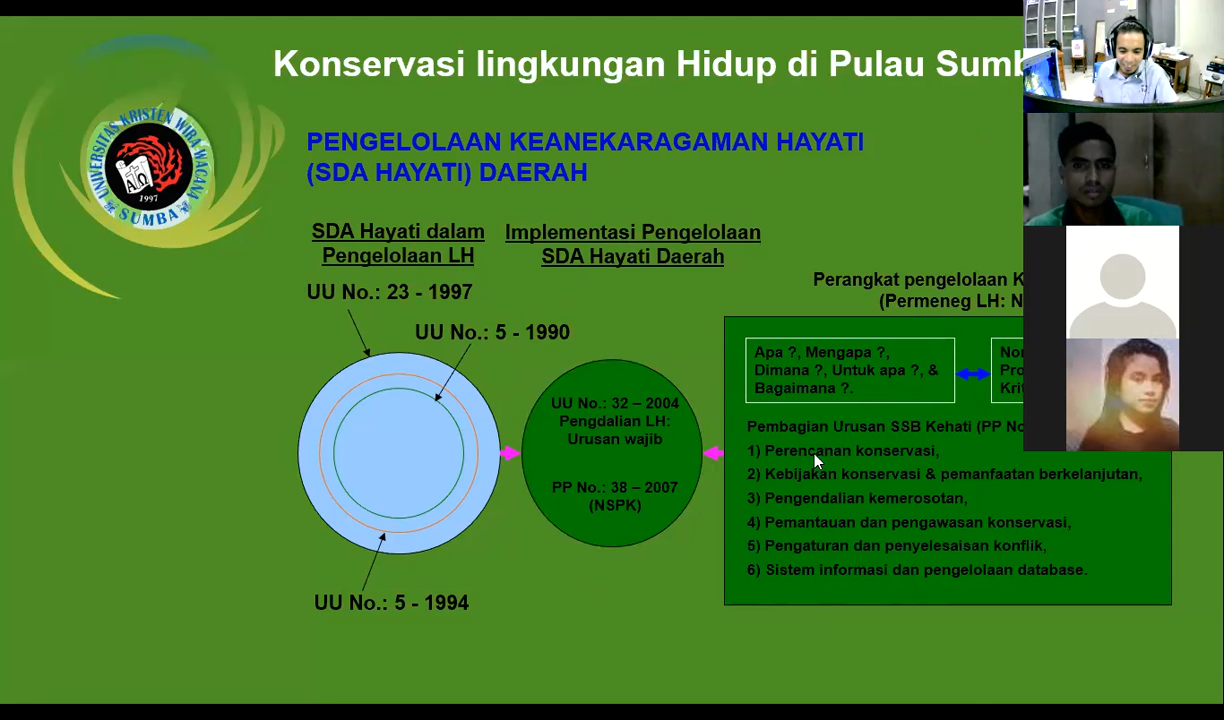 Konservasi lingkungan Hidup di Pulau
UNIVERSITAS KRISTEN WIRA WACANA
SUMBA
1997
PENGELOLAAN KEANEKARAGAMAN HAYATI
(SDA HAYATI) DAERAH
SDA Hayati dalam
Pengelolaan LH
Implementasi Pengelolaan
SDA Hayati Daerah
UU No.: 23 - 1997
UU No.: 5 - 1990
UU No.: 5 - 1994
UU No.: 32 – 2004
Pengdalian LH:
Urusan wajib
PP No.: 38 – 2007
(NSPK)
Perangkat pengelolaan
(Permeneg LH:
Apa ?, Mengapa ?,
Dimana ?, Untuk apa ?, &
Bagaimana ?.
Pembagian Urusan SSB Kehati (PP
1) Perencanan konservasi,
2) Kebijakan konservasi & pemanfaatan berkelanjutan,
3) Pengendalian kemerosotan,
4) Pemantauan dan pengawasan konservasi,
5) Pengaturan dan penyelesaisan konflik,
6) Sistem informasi dan pengelolaan database.